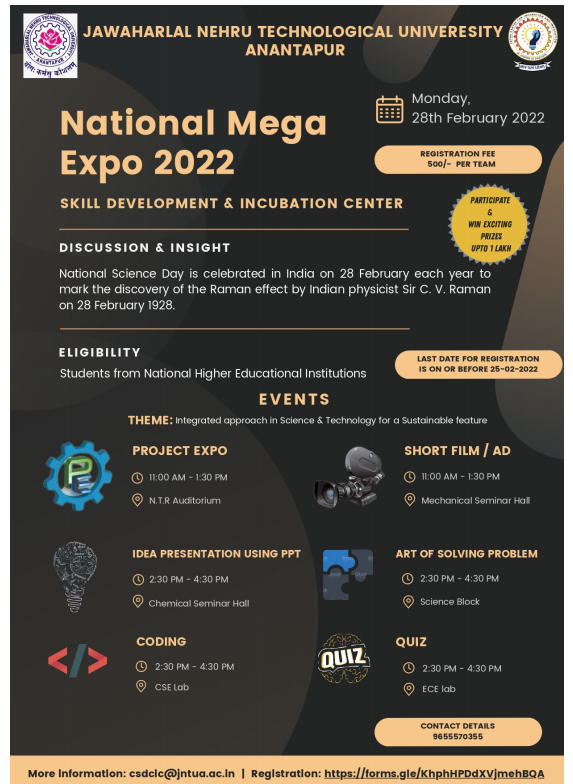 JAWAHARLAL NEHRU TECHNOLOGICAL UNIVERESITY
ANANTAPUR
Monday,
28th February 2022
National Mega
Expo 2022
REGISTRATION FEE
500/- PER TEAM
SKILL DEVELOPMENT & INCUBATION CENTER
PARTICIPATE
&
WIN EXCITING
PRIZES
UPTO 1 LAKH
DISCUSSION & INSIGHT
National Science Day is celebrated in India on 28 February each year to
mark the discovery of the Raman effect by Indian physicist Sir C. V. Raman
on 28 February 1928.
ELIGIBILITY
Students from National Higher Educational Institutions
LAST DATE FOR REGISTRATION
IS ON OR BEFORE 25-02-2022
EVENTS
THEME: Integrated approach in Science & Technology for a Sustainable feature
PROJECT EXPO
11:00 AM - 1:30 PM
N.T.R Auditorium
SHORT FILM / AD
11:00 AM - 1:30 PM
Mechanical Seminar Hall
IDEA PRESENTATION USING PPT
2:30 PM - 4:30 PM
Chemical Seminar Hall
ART OF SOLVING PROBLEM
2:30 PM - 4:30 PM
Science Block
CODING
2:30 PM - 4:30 PM
CSE Lab
QUIZ
QUIZ
2:30 PM - 4:30 PM
ECE lab
CONTACT DETAILS
9655570355
More information: csdcic@jntua.ac.in | Registration: https://forms.gle/KhphHPDdXVjmehBQA